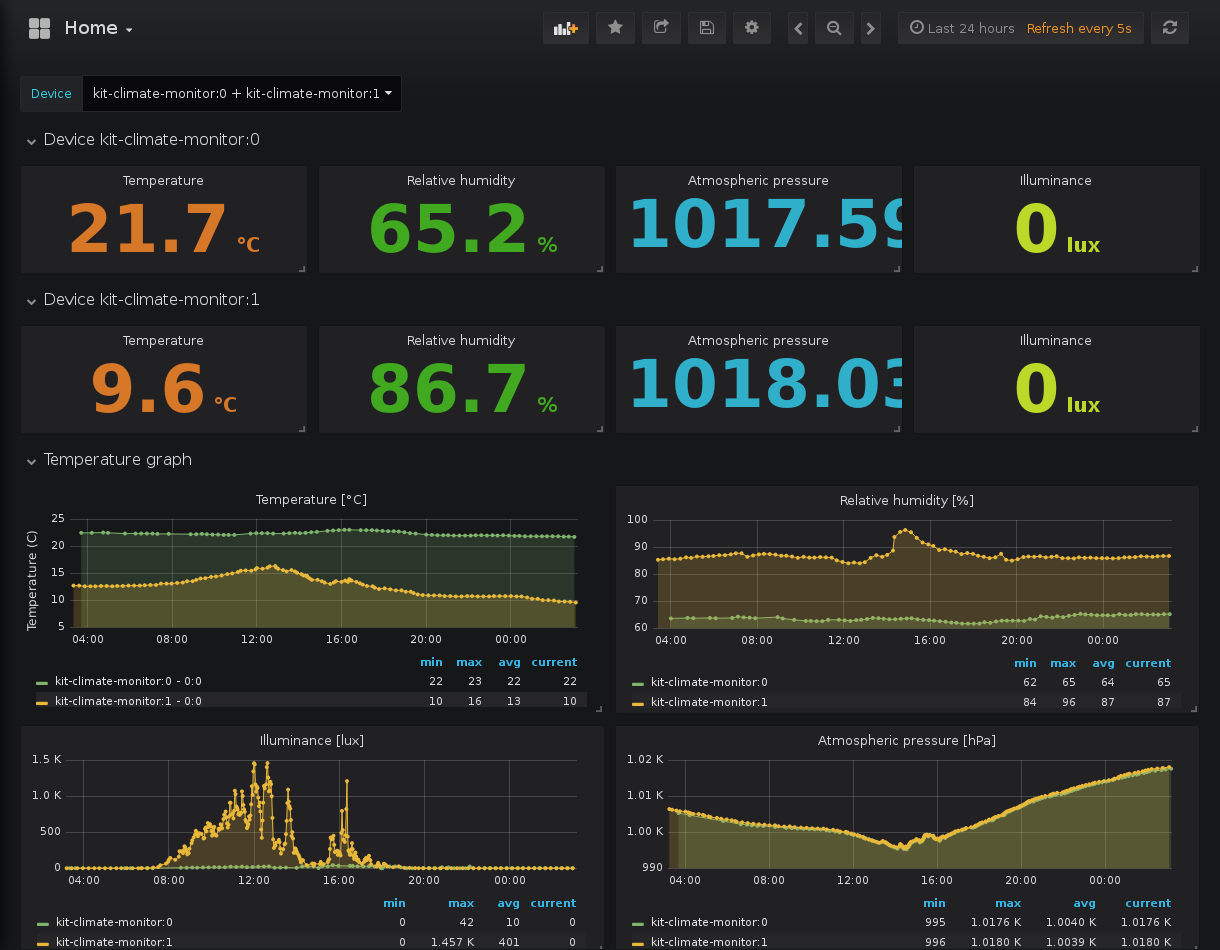 Home
Last 24 hours Refresh every 5s
Device kit-climate-monitor:0 + kit-climate-monitor:1
Device kit-climate-monitor:0
Temperature
21.7 °C
Relative humidity
65.2 %
Atmospheric pressure
1017.59
Illuminance
0 lux
Device kit-climate-monitor:1
Temperature
9.6 °C
Relative humidity
86.7 %
Atmospheric pressure
1018.03
Illuminance
0 lux
Temperature graph
Temperature [°C]
Temperature (C)
25
20
15
10
5
04:00 08:00 12:00 16:00 20:00 00:00
min max avg current
kit-climate-monitor:0 - 0:0 22 23 22 22
kit-climate-monitor:1 - 0:0 10 16 13 10
Relative humidity [%]
100
90
80
70
60
04:00 08:00 12:00 16:00 20:00 00:00
min max avg current
kit-climate-monitor:0 62 65 64 65
kit-climate-monitor:1 84 96 87 87
Illuminance [lux]
1.5 K
1.0 K
500
0
04:00 08:00 12:00 16:00 20:00 00:00
min max avg current
kit-climate-monitor:0 0 42 10 0
kit-climate-monitor:1 0 1.457 K 401 0
Atmospheric pressure [hPa]
1.02 K
1.01 K
1.00 K
990
04:00 08:00 12:00 16:00 20:00 00:00
min max avg current
kit-climate-monitor:0 995 1.0176 K 1.0040 K 1.0176 K
kit-climate-monitor:1 996 1.0180 K 1.0039 K 1.0180 K